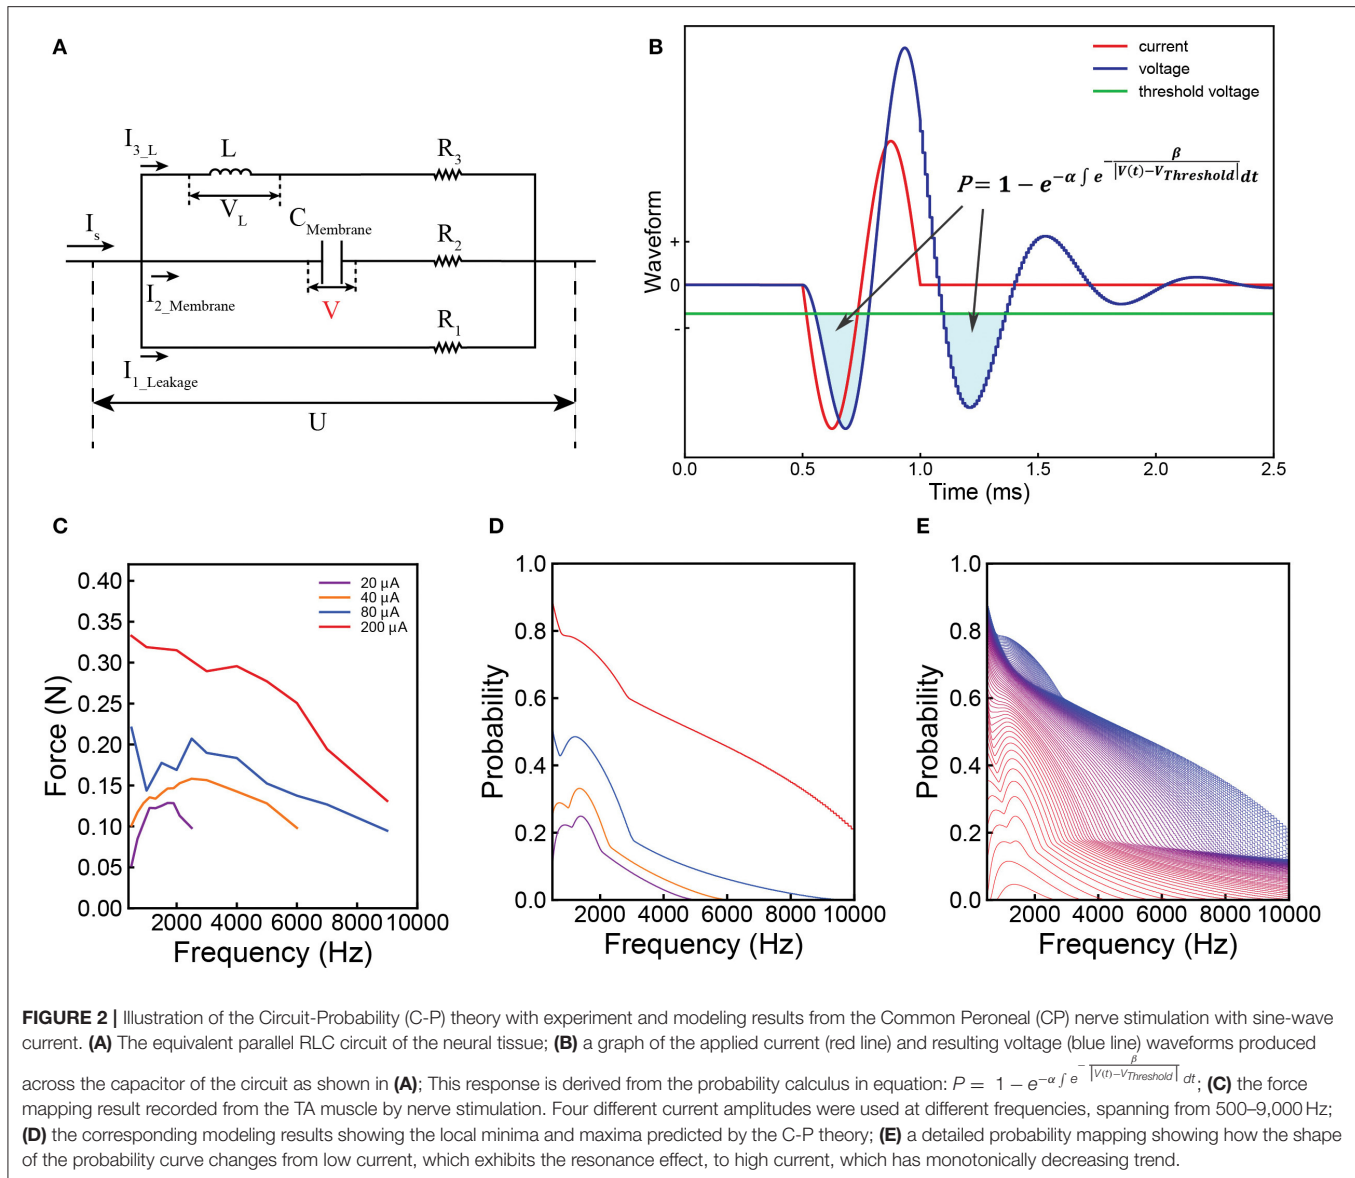 A
I3_L
L
R3
VL
CMembrane
Is
R2
I2_Membrane
V
R1
I1_Leakage
U
B
current
voltage
threshold voltage
P = 1 − e^{−α ∫ e^{−β/|V(t)−VThreshold|} dt}
Waveform
+
0
-
0.0 0.5 1.0 1.5 2.0 2.5
Time (ms)
C
20 μA
40 μA
80 μA
200 μA
0.40
0.35
0.30
0.25
0.20
0.15
0.10
0.05
0.00
Force (N)
2000 4000 6000 8000 10000
Frequency (Hz)
D
1.0
0.8
0.6
0.4
0.2
0.0
Probability
2000 4000 6000 8000 10000
Frequency (Hz)
E
1.0
0.8
0.6
0.4
0.2
0.0
Probability
2000 4000 6000 8000 10000
Frequency (Hz)
FIGURE 2 | Illustration of the Circuit-Probability (C-P) theory with experiment and modeling results from the Common Peroneal (CP) nerve stimulation with sine-wave
current. (A) The equivalent parallel RLC circuit of the neural tissue; (B) a graph of the applied current (red line) and resulting voltage (blue line) waveforms produced
across the capacitor of the circuit as shown in (A); This response is derived from the probability calculus in equation: P = 1 − e^{−α ∫ e^{−β/|V(t)−VThreshold|} dt}; (C) the force
mapping result recorded from the TA muscle by nerve stimulation. Four different current amplitudes were used at different frequencies, spanning from 500–9,000 Hz;
(D) the corresponding modeling results showing the local minima and maxima predicted by the C-P theory; (E) a detailed probability mapping showing how the shape
of the probability curve changes from low current, which exhibits the resonance effect, to high current, which has monotonically decreasing trend.